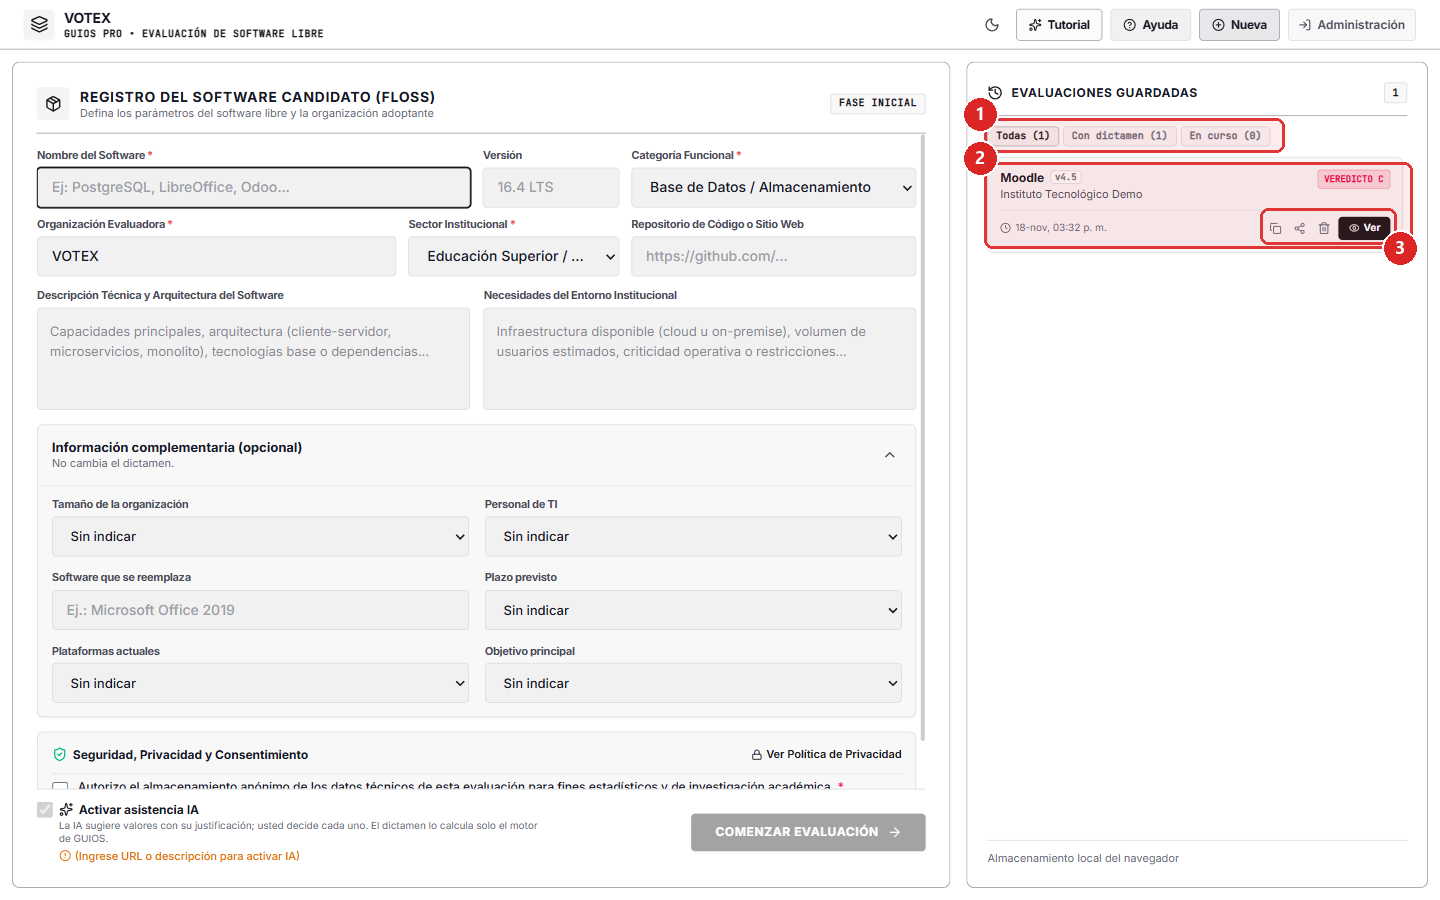 VOTEX
GUIOS PRO • EVALUACIÓN DE SOFTWARE LIBRE
Tutorial
Ayuda
Nueva
Administración
REGISTRO DEL SOFTWARE CANDIDATO (FLOSS)
Defina los parámetros del software libre y la organización adoptante
FASE INICIAL
Nombre del Software *
Versión
Categoría Funcional *
Ej: PostgreSQL, LibreOffice, Odoo...
16.4 LTS
Base de Datos / Almacenamiento
Organización Evaluadora *
Sector Institucional *
Repositorio de Código o Sitio Web
VOTEX
Educación Superior / ...
https://github.com/...
Descripción Técnica y Arquitectura del Software
Necesidades del Entorno Institucional
Capacidades principales, arquitectura (cliente-servidor,
microservicios, monolito), tecnologías base o dependencias...
Infraestructura disponible (cloud u on-premise), volumen de
usuarios estimados, criticidad operativa o restricciones...
Información complementaria (opcional)
No cambia el dictamen.
Tamaño de la organización
Personal de TI
Sin indicar
Sin indicar
Software que se reemplaza
Plazo previsto
Ej.: Microsoft Office 2019
Sin indicar
Plataformas actuales
Objetivo principal
Sin indicar
Sin indicar
Seguridad, Privacidad y Consentimiento
Ver Política de Privacidad
Autorizo el almacenamiento anónimo de los datos técnicos de esta evaluación para fines estadísticos y de investigación académica. *
Activar asistencia IA
La IA sugiere valores con su justificación; usted decide cada uno. El dictamen lo calcula solo el motor
de GUIOS.
(Ingrese URL o descripción para activar IA)
COMENZAR EVALUACIÓN
EVALUACIONES GUARDADAS
1
1
Todas (1)
Con dictamen (1)
En curso (0)
2
Moodle
v4.5
VEREDICTO C
Instituto Tecnológico Demo
18-nov, 03:32 p. m.
Ver
3
Almacenamiento local del navegador